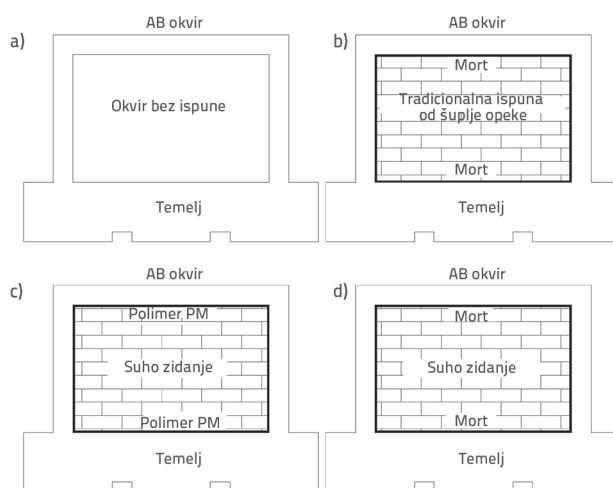 a)
AB okvir
Okvir bez ispune
Temelj
b)
AB okvir
Mort
Tradicionalna ispuna
od šuplje opeke
Mort
Temelj
c)
AB okvir
Polimer PM
Suho zidanje
Polimer PM
Temelj
d)
AB okvir
Mort
Suho zidanje
Mort
Temelj